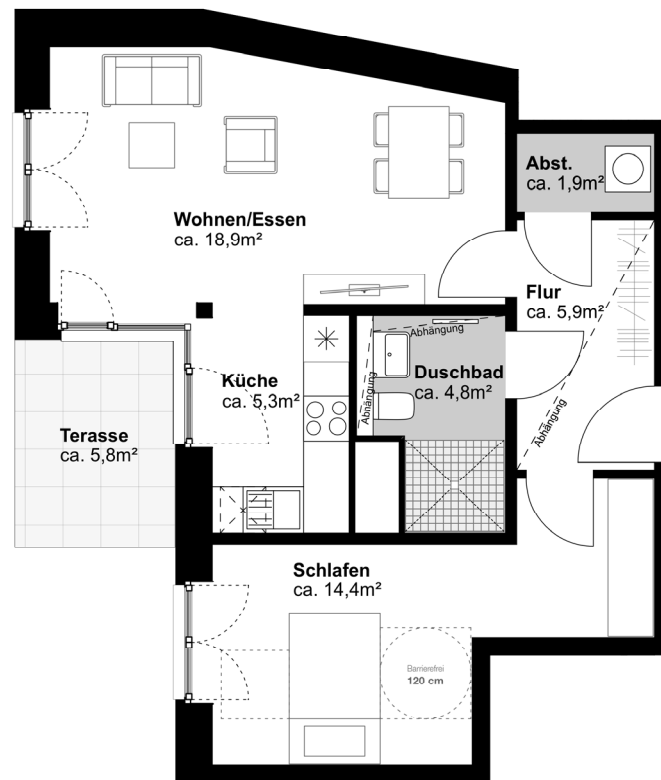 Abst.
ca. 1,9m²
Wohnen/Essen
ca. 18,9m²
Flur
ca. 5,9m²
Abhängung
Abhängung
Duschbad
ca. 4,8m²
Küche
ca. 5,3m²
Abhängung
Terasse
ca. 5,8m²
Schlafen
ca. 14,4m²
Barrierefrei
120 cm